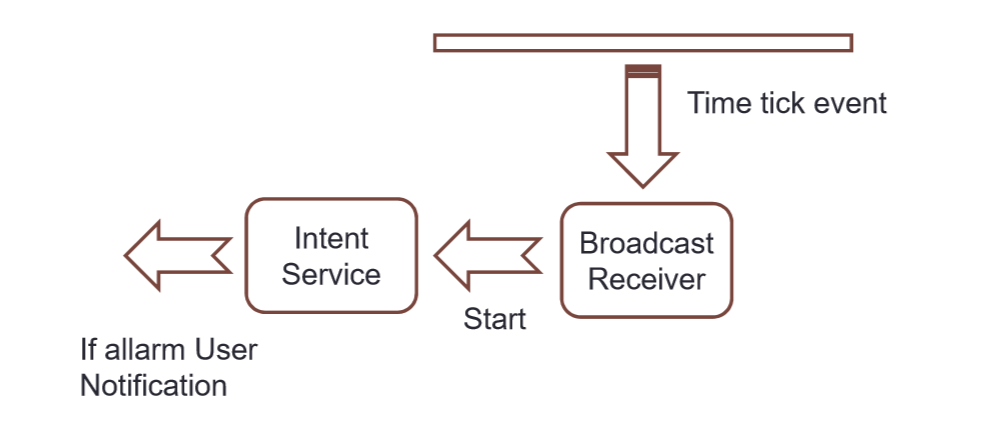 Time tick event
Intent
Service
Broadcast
Receiver
Start
If allarm User
Notification